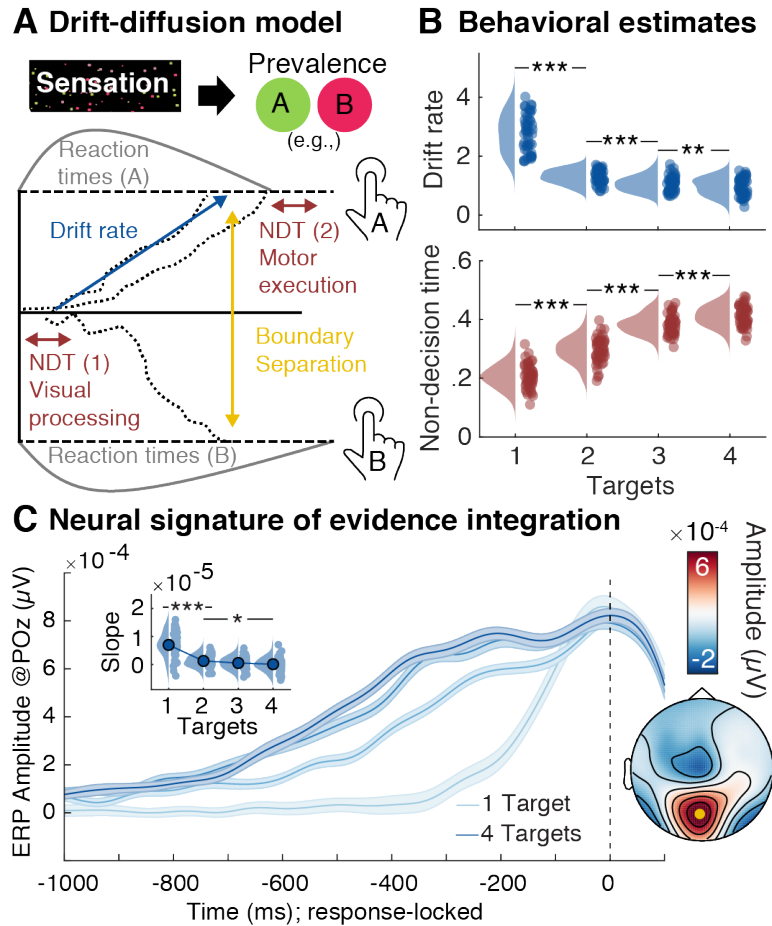 A Drift-diffusion model
Sensation
Prevalence
A
B
(e.g.,)
Reaction
times (A)
Drift rate
NDT (2)
Motor
execution
A
NDT (1)
Visual
processing
Boundary
Separation
Reaction times (B)
B
B Behavioral estimates
Drift rate
4
2
0
***
***
**
Non-decision time
.6
.4
.2
0
***
***
***
1 2 3 4
Targets
C Neural signature of evidence integration
×10-4
ERP Amplitude @POz (µV)
8
6
4
2
0
×10-5
Slope
2
1
0
***
*
1 2 3 4
Targets
1 Target
4 Targets
-1000 -800 -600 -400 -200 0
Time (ms); response-locked
×10-4
6
-2
Amplitude (µV)